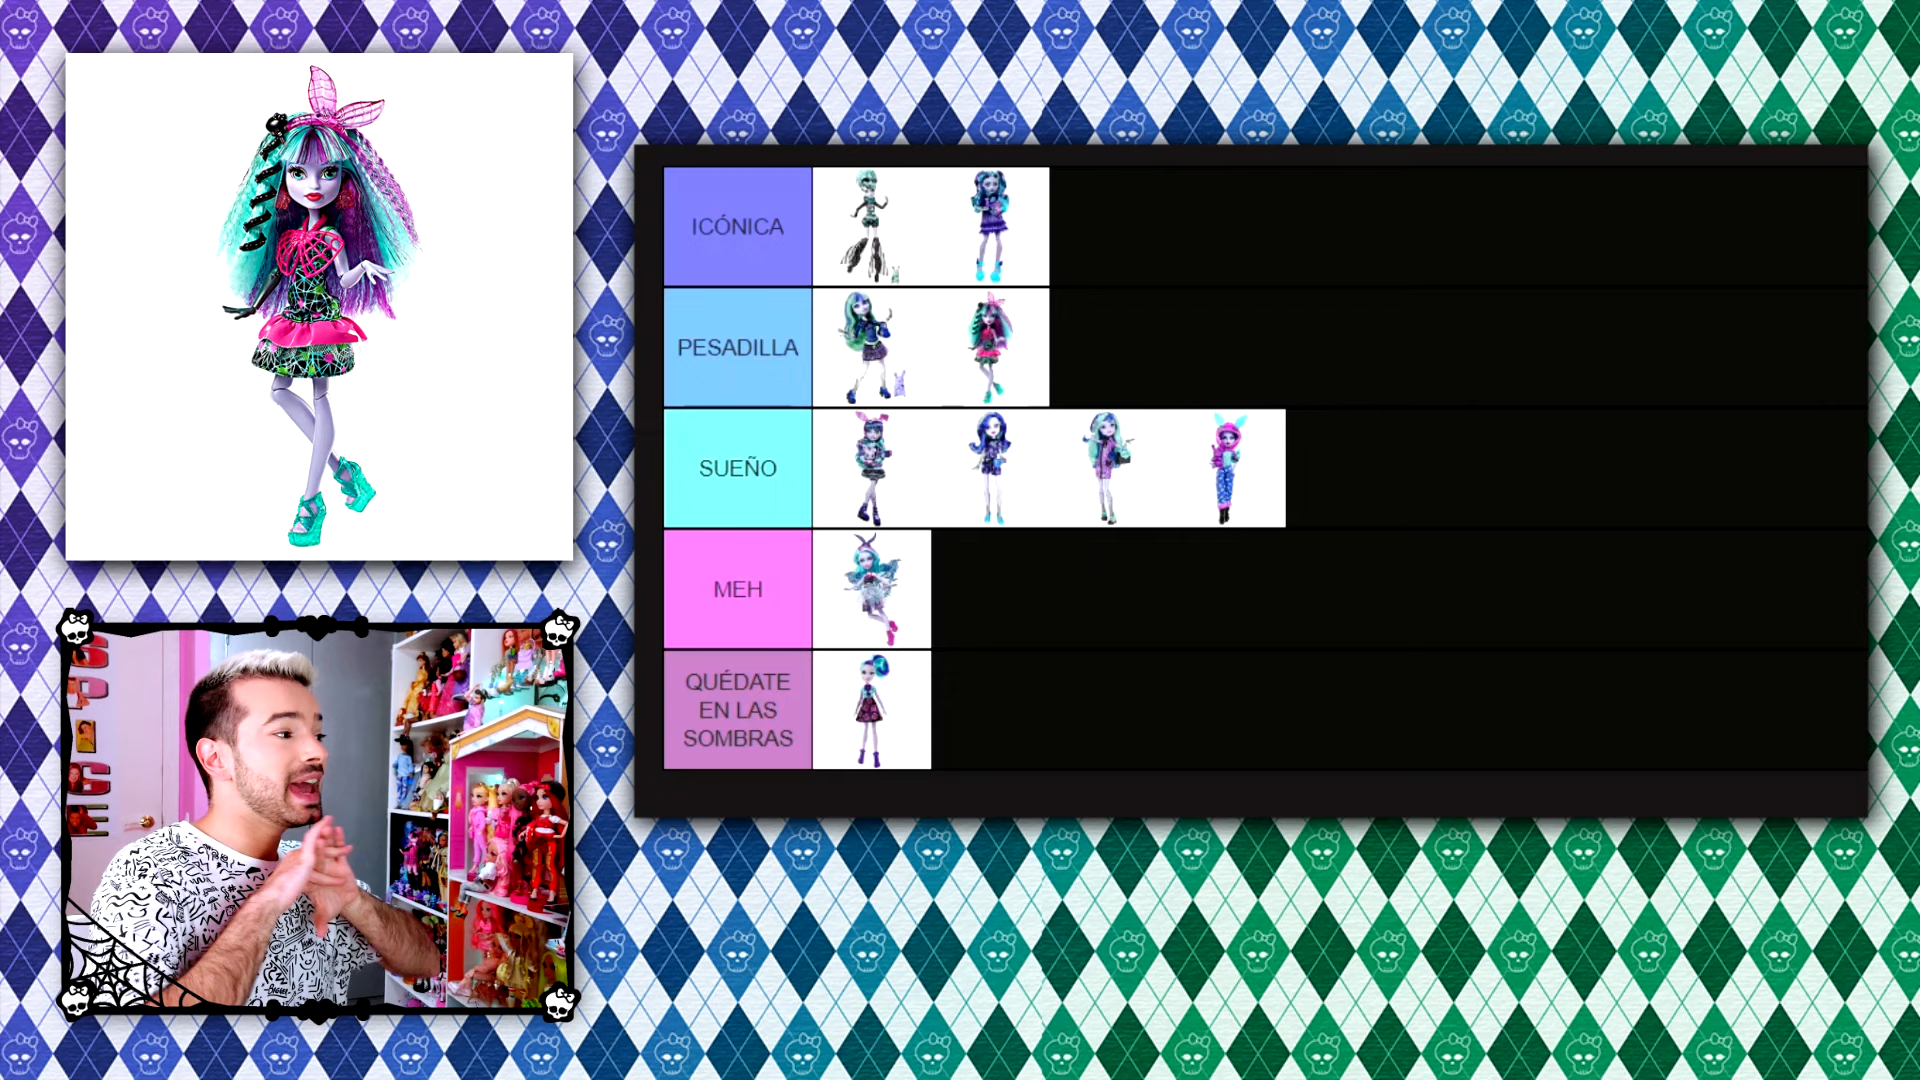 ICÓNICA
PESADILLA
SUEÑO
MEH
QUÉDATE
EN LAS
SOMBRAS